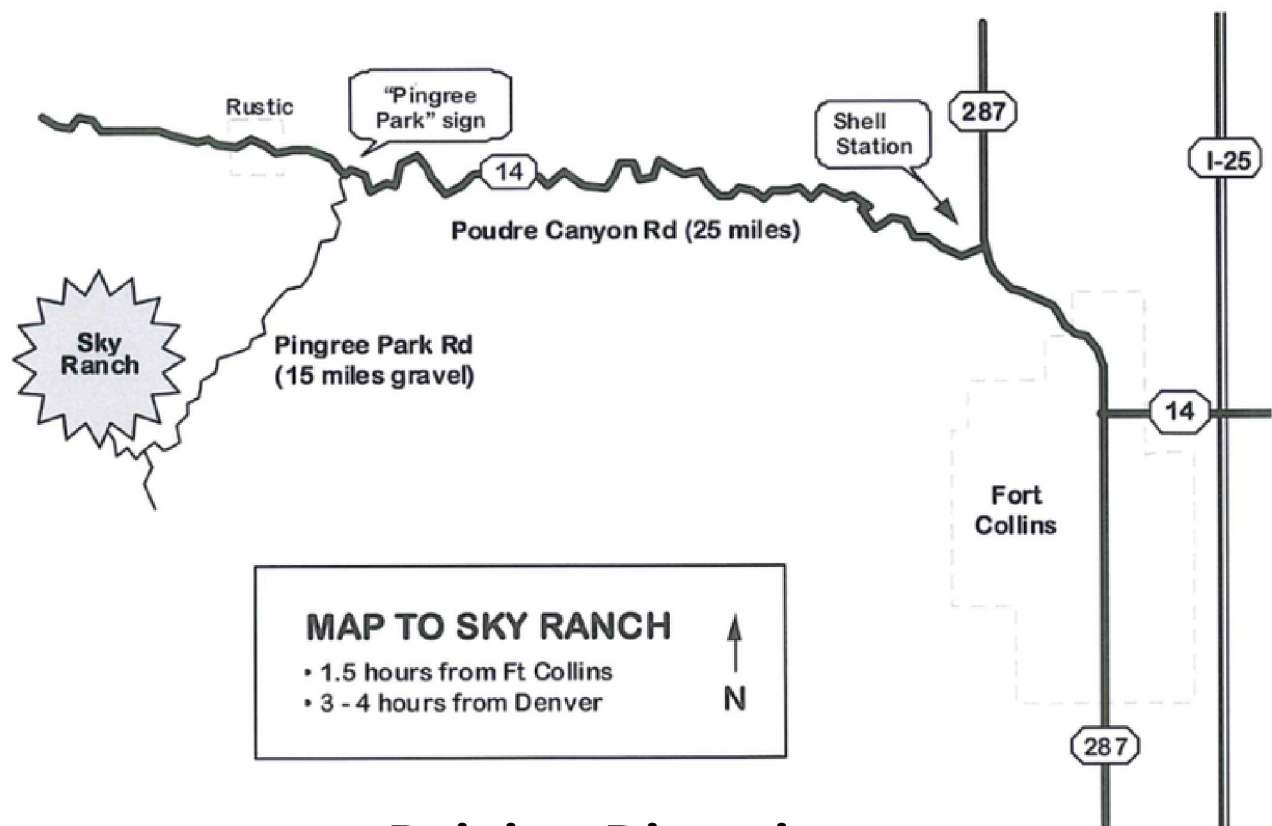 Rustic
“Pingree
Park” sign
14
Shell
Station
287
I-25
Poudre Canyon Rd (25 miles)
Sky
Ranch
Pingree Park Rd
(15 miles gravel)
14
Fort
Collins
MAP TO SKY RANCH
• 1.5 hours from Ft Collins
• 3 - 4 hours from Denver
N
287